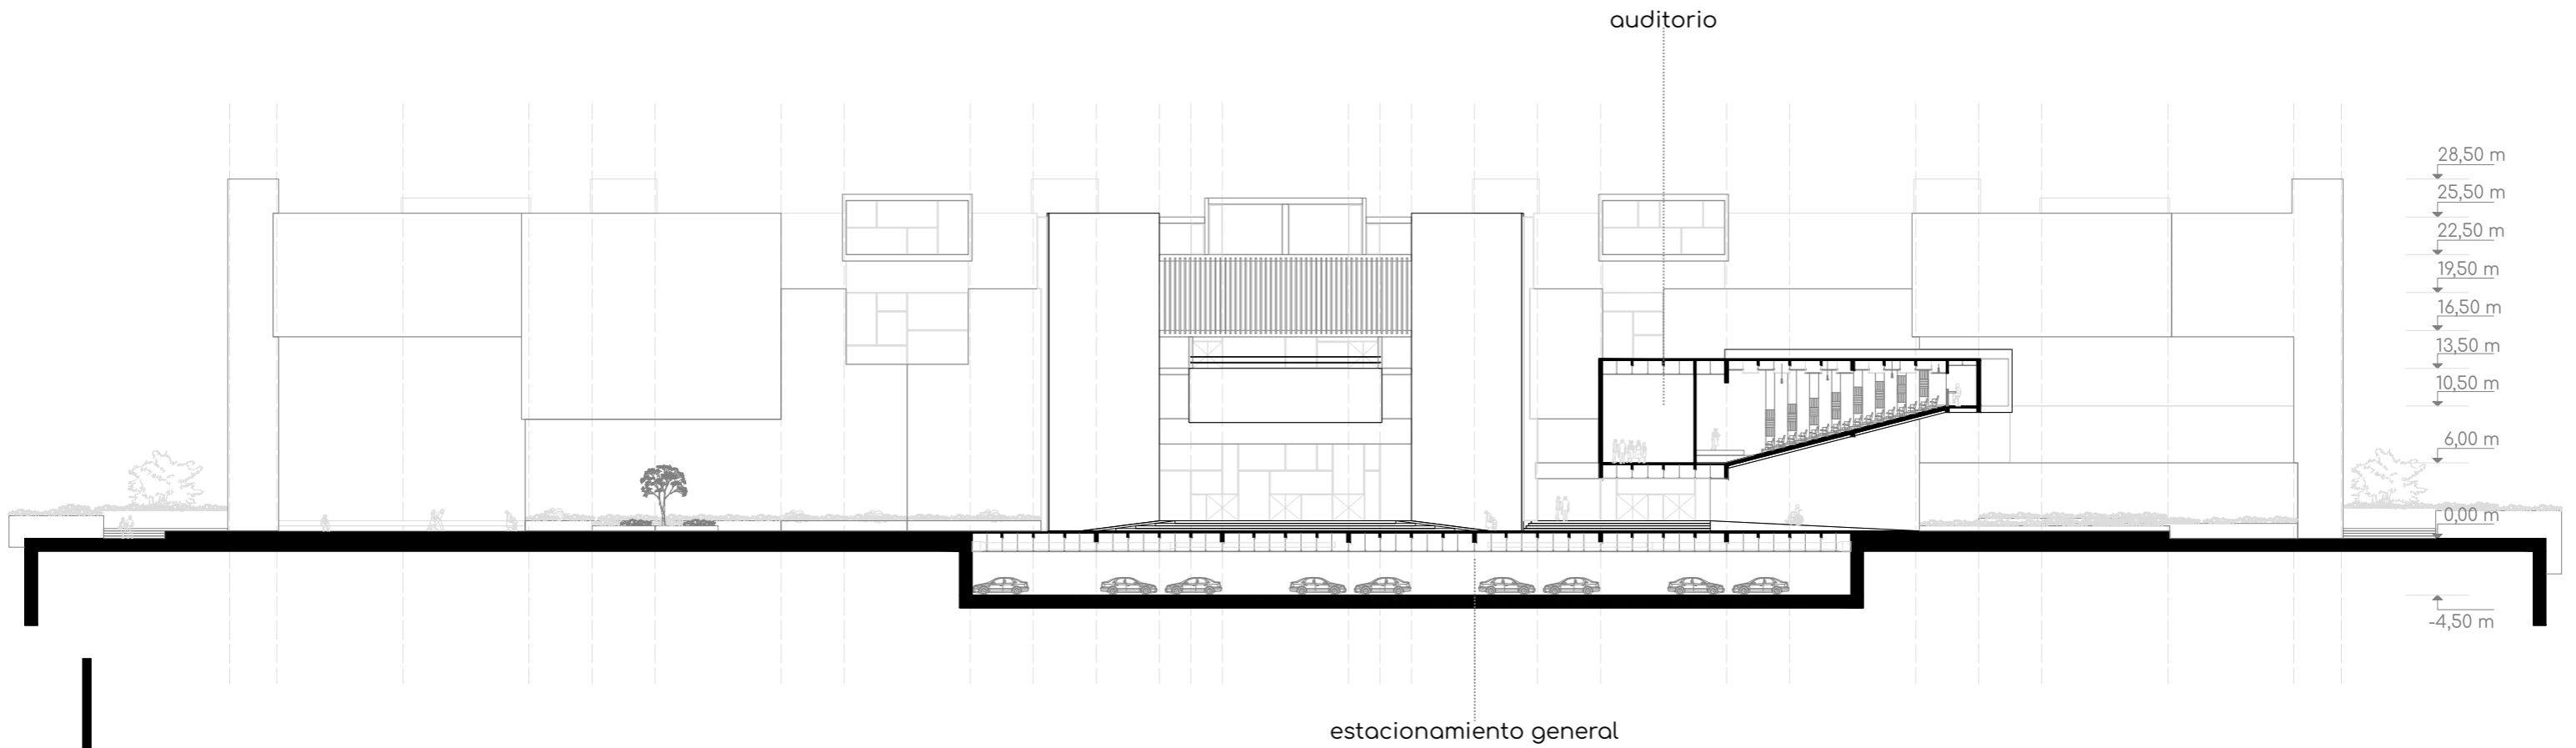 auditorio
28,50 m
25,50 m
22,50 m
19,50 m
16,50 m
13,50 m
10,50 m
6,00 m
0,00 m
-4,50 m
estacionamiento general